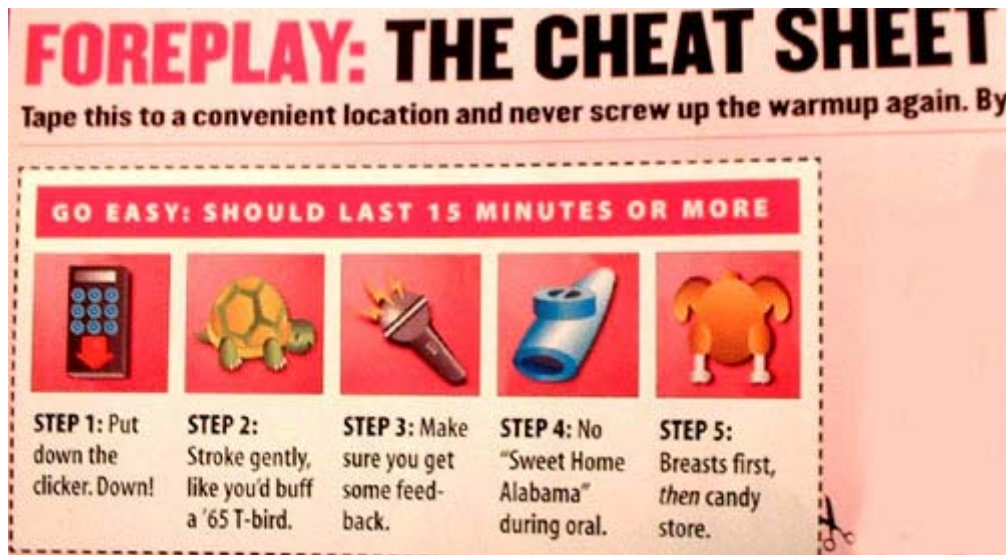 FOREPLAY: THE CHEAT SHEET
Tape this to a convenient location and never screw up the warmup again. By
GO EASY: SHOULD LAST 15 MINUTES OR MORE
STEP 1: Put
down the
clicker. Down!
STEP 2:
Stroke gently,
like you'd buff
a '65 T-bird.
STEP 3: Make
sure you get
some feed-
back.
STEP 4: No
"Sweet Home
Alabama"
during oral.
STEP 5:
Breasts first,
then candy
store.